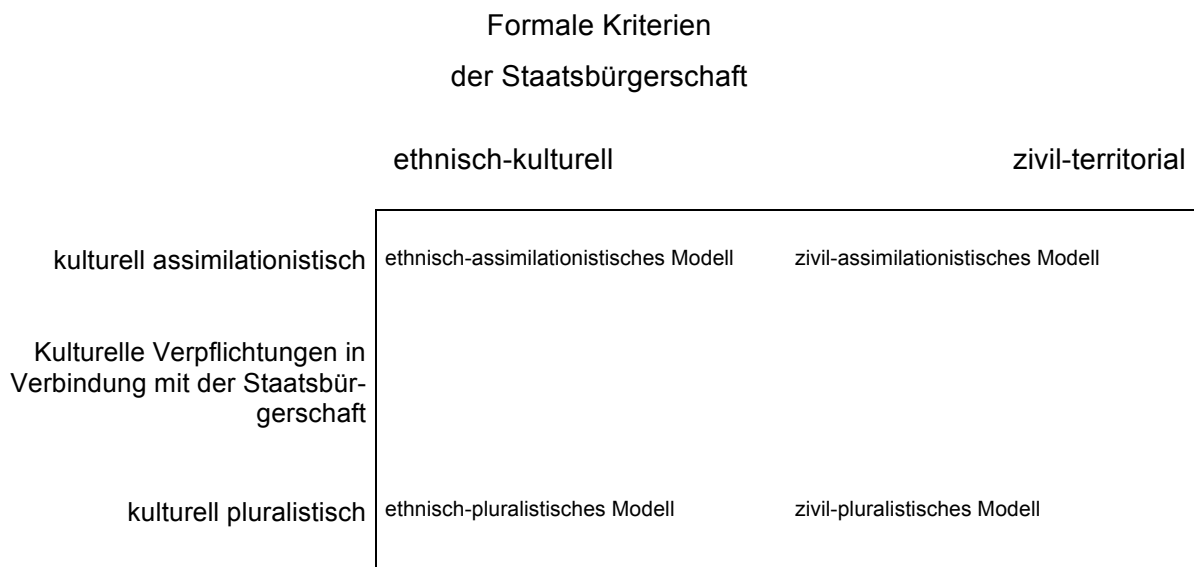 Formale Kriterien
der Staatsbürgerschaft
ethnisch-kulturell zivil-territorial
kulturell assimilationistisch ethnisch-assimilationistisches Modell zivil-assimilationistisches Modell
Kulturelle Verpflichtungen in
Verbindung mit der Staatsbür-
gerschaft
kulturell pluralistisch ethnisch-pluralistisches Modell zivil-pluralistisches Modell